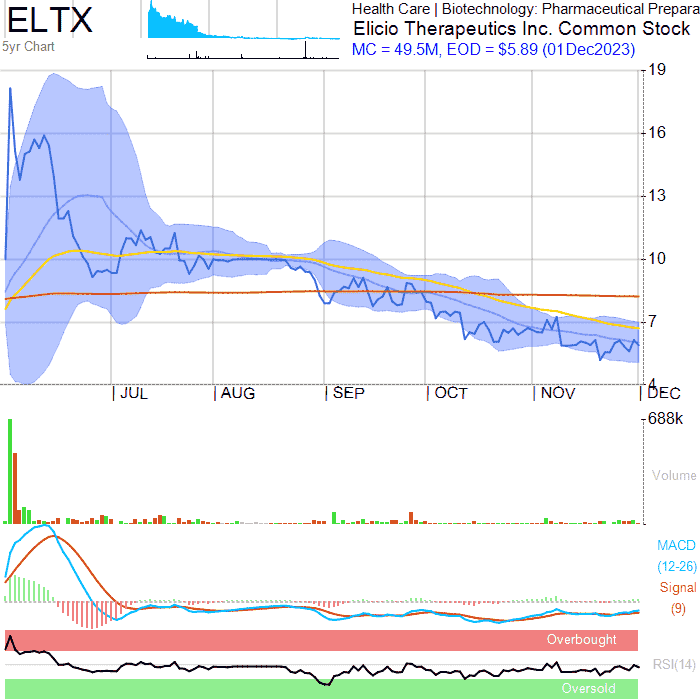 ELTX
5yr Chart
Health Care | Biotechnology: Pharmaceutical Prepara
Elicio Therapeutics Inc. Common Stock
MC = 49.5M, EOD = $5.89 (01Dec2023)
19
16
13
10
7
4
JUL AUG SEP OCT NOV DEC
688k
Volume
MACD
(12-26)
Signal
(9)
Overbought
RSI(14)
Oversold